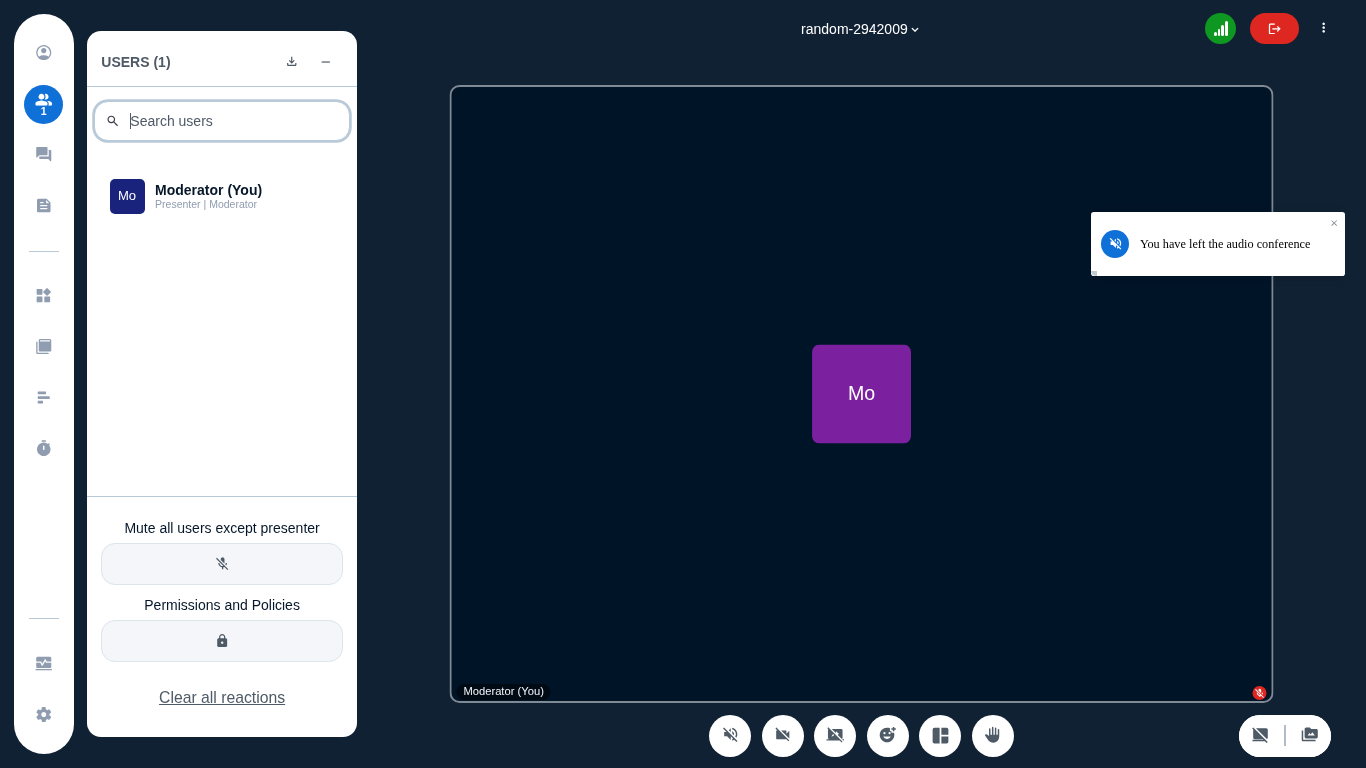 1
USERS (1)
Search users
Mo
Moderator (You)
Presenter | Moderator
Mute all users except presenter
Permissions and Policies
Clear all reactions
random-2942009
You have left the audio conference
Mo
Moderator (You)